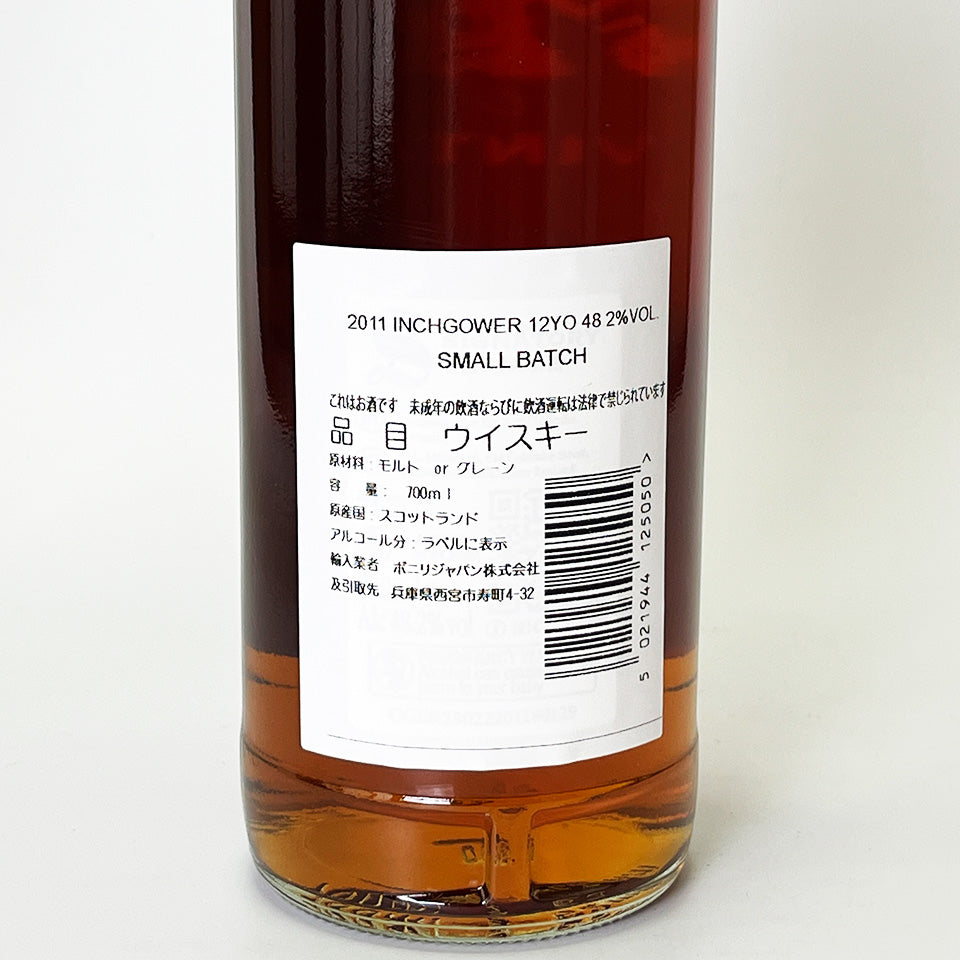 2011 INCHGOWER 12YO 48 2%VOL.
SMALL BATCH
これはお酒です 未成年の飲酒ならびに飲酒運転は法律で禁じられています
品 目 ウイスキー
原材料:モルト or グレーン
容 量: 700ml
原産国:スコットランド
アルコール分:ラベルに表示
輸入業者 ボニリジャパン株式会社
及引取先 兵庫県西宮市寿町4-32
5 021944 125050 >